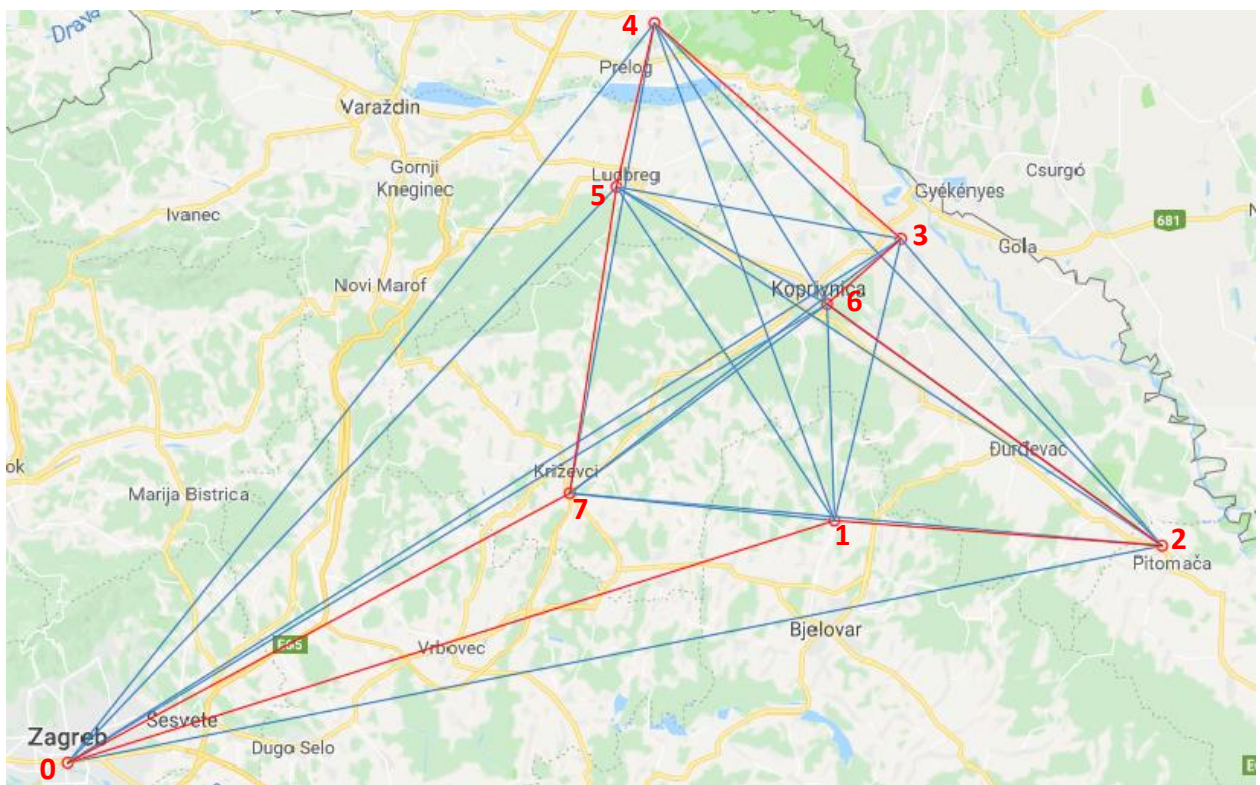 Drava
4
Prelog
Varaždin
Gornji
Kneginec
Ludbreg
5
Csurgó
Gyékényes
Ivanec
681
3
Gola
Novi Marof
Koprivnica
6
Đurđevac
Križevci
Marija Bistrica
7
1
2
Pitomača
Bjelovar
E65
Vrbovec
Sesvete
Zagreb
Dugo Selo
0